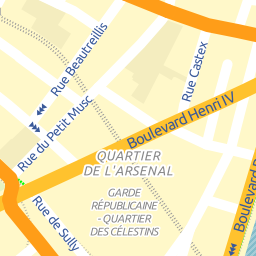 Rue Beautreillis
Rue Castex
Rue du Petit Musc
Boulevard Henri IV
QUARTIER
DE L'ARSENAL
GARDE
RÉPUBLICAINE
- QUARTIER
DES CÉLESTINS
Rue de Sully
Boulevard